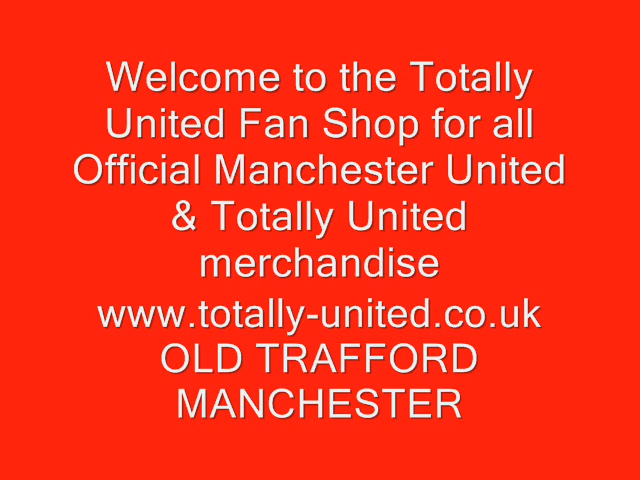 Welcome to the Totally
United Fan Shop for all
Official Manchester United
& Totally United
merchandise
www.totally-united.co.uk
OLD TRAFFORD
MANCHESTER